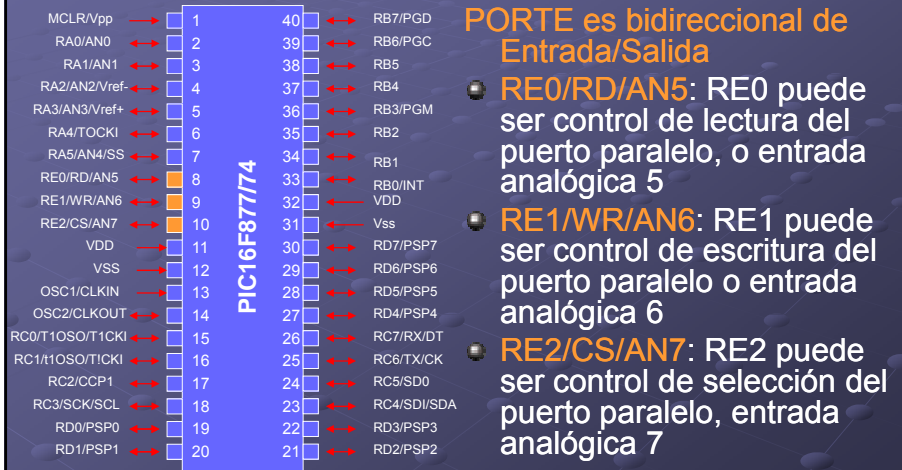 MCLR/Vpp
RA0/AN0
RA1/AN1
RA2/AN2/Vref-
RA3/AN3/Vref+
RA4/TOCKI
RA5/AN4/SS
RE0/RD/AN5
RE1/WR/AN6
RE2/CS/AN7
VDD
VSS
OSC1/CLKIN
OSC2/CLKOUT
RC0/T1OSO/T1CKI
RC1/t1OSO/T!CKI
RC2/CCP1
RC3/SCK/SCL
RD0/PSP0
RD1/PSP1
1
2
3
4
5
6
7
8
9
10
11
12
13
14
15
16
17
18
19
20
PIC16F877/74
40
39
38
37
36
35
34
33
32
31
30
29
28
27
26
25
24
23
22
21
RB7/PGD
RB6/PGC
RB5
RB4
RB3/PGM
RB2
RB1
RB0/INT
VDD
Vss
RD7/PSP7
RD6/PSP6
RD5/PSP5
RD4/PSP4
RC7/RX/DT
RC6/TX/CK
RC5/SD0
RC4/SDI/SDA
RD3/PSP3
RD2/PSP2
PORTE es bidireccional de
Entrada/Salida
RE0/RD/AN5: RE0 puede
ser control de lectura del
puerto paralelo, o entrada
analógica 5
RE1/WR/AN6: RE1 puede
ser control de escritura del
puerto paralelo o entrada
analógica 6
RE2/CS/AN7: RE2 puede
ser control de selección del
puerto paralelo, entrada
analógica 7